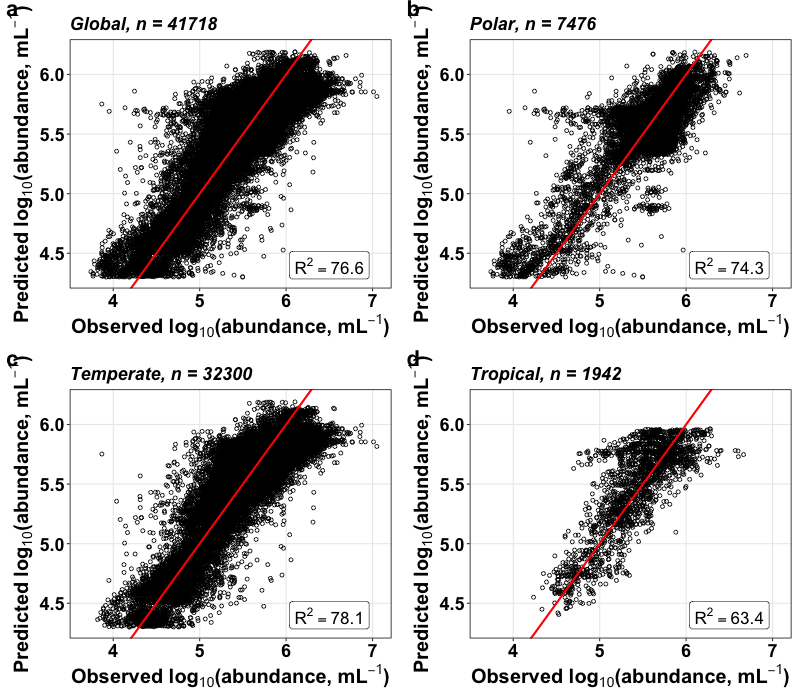 a
Global, n = 41718
Predicted log₁₀(abundance, mL⁻¹)
6.0
5.5
5.0
4.5
R² = 76.6
4 5 6 7
Observed log₁₀(abundance, mL⁻¹)
b
Polar, n = 7476
Predicted log₁₀(abundance, mL⁻¹)
6.0
5.5
5.0
4.5
R² = 74.3
4 5 6 7
Observed log₁₀(abundance, mL⁻¹)
c
Temperate, n = 32300
Predicted log₁₀(abundance, mL⁻¹)
6.0
5.5
5.0
4.5
R² = 78.1
4 5 6 7
Observed log₁₀(abundance, mL⁻¹)
d
Tropical, n = 1942
Predicted log₁₀(abundance, mL⁻¹)
6.0
5.5
5.0
4.5
R² = 63.4
4 5 6 7
Observed log₁₀(abundance, mL⁻¹)